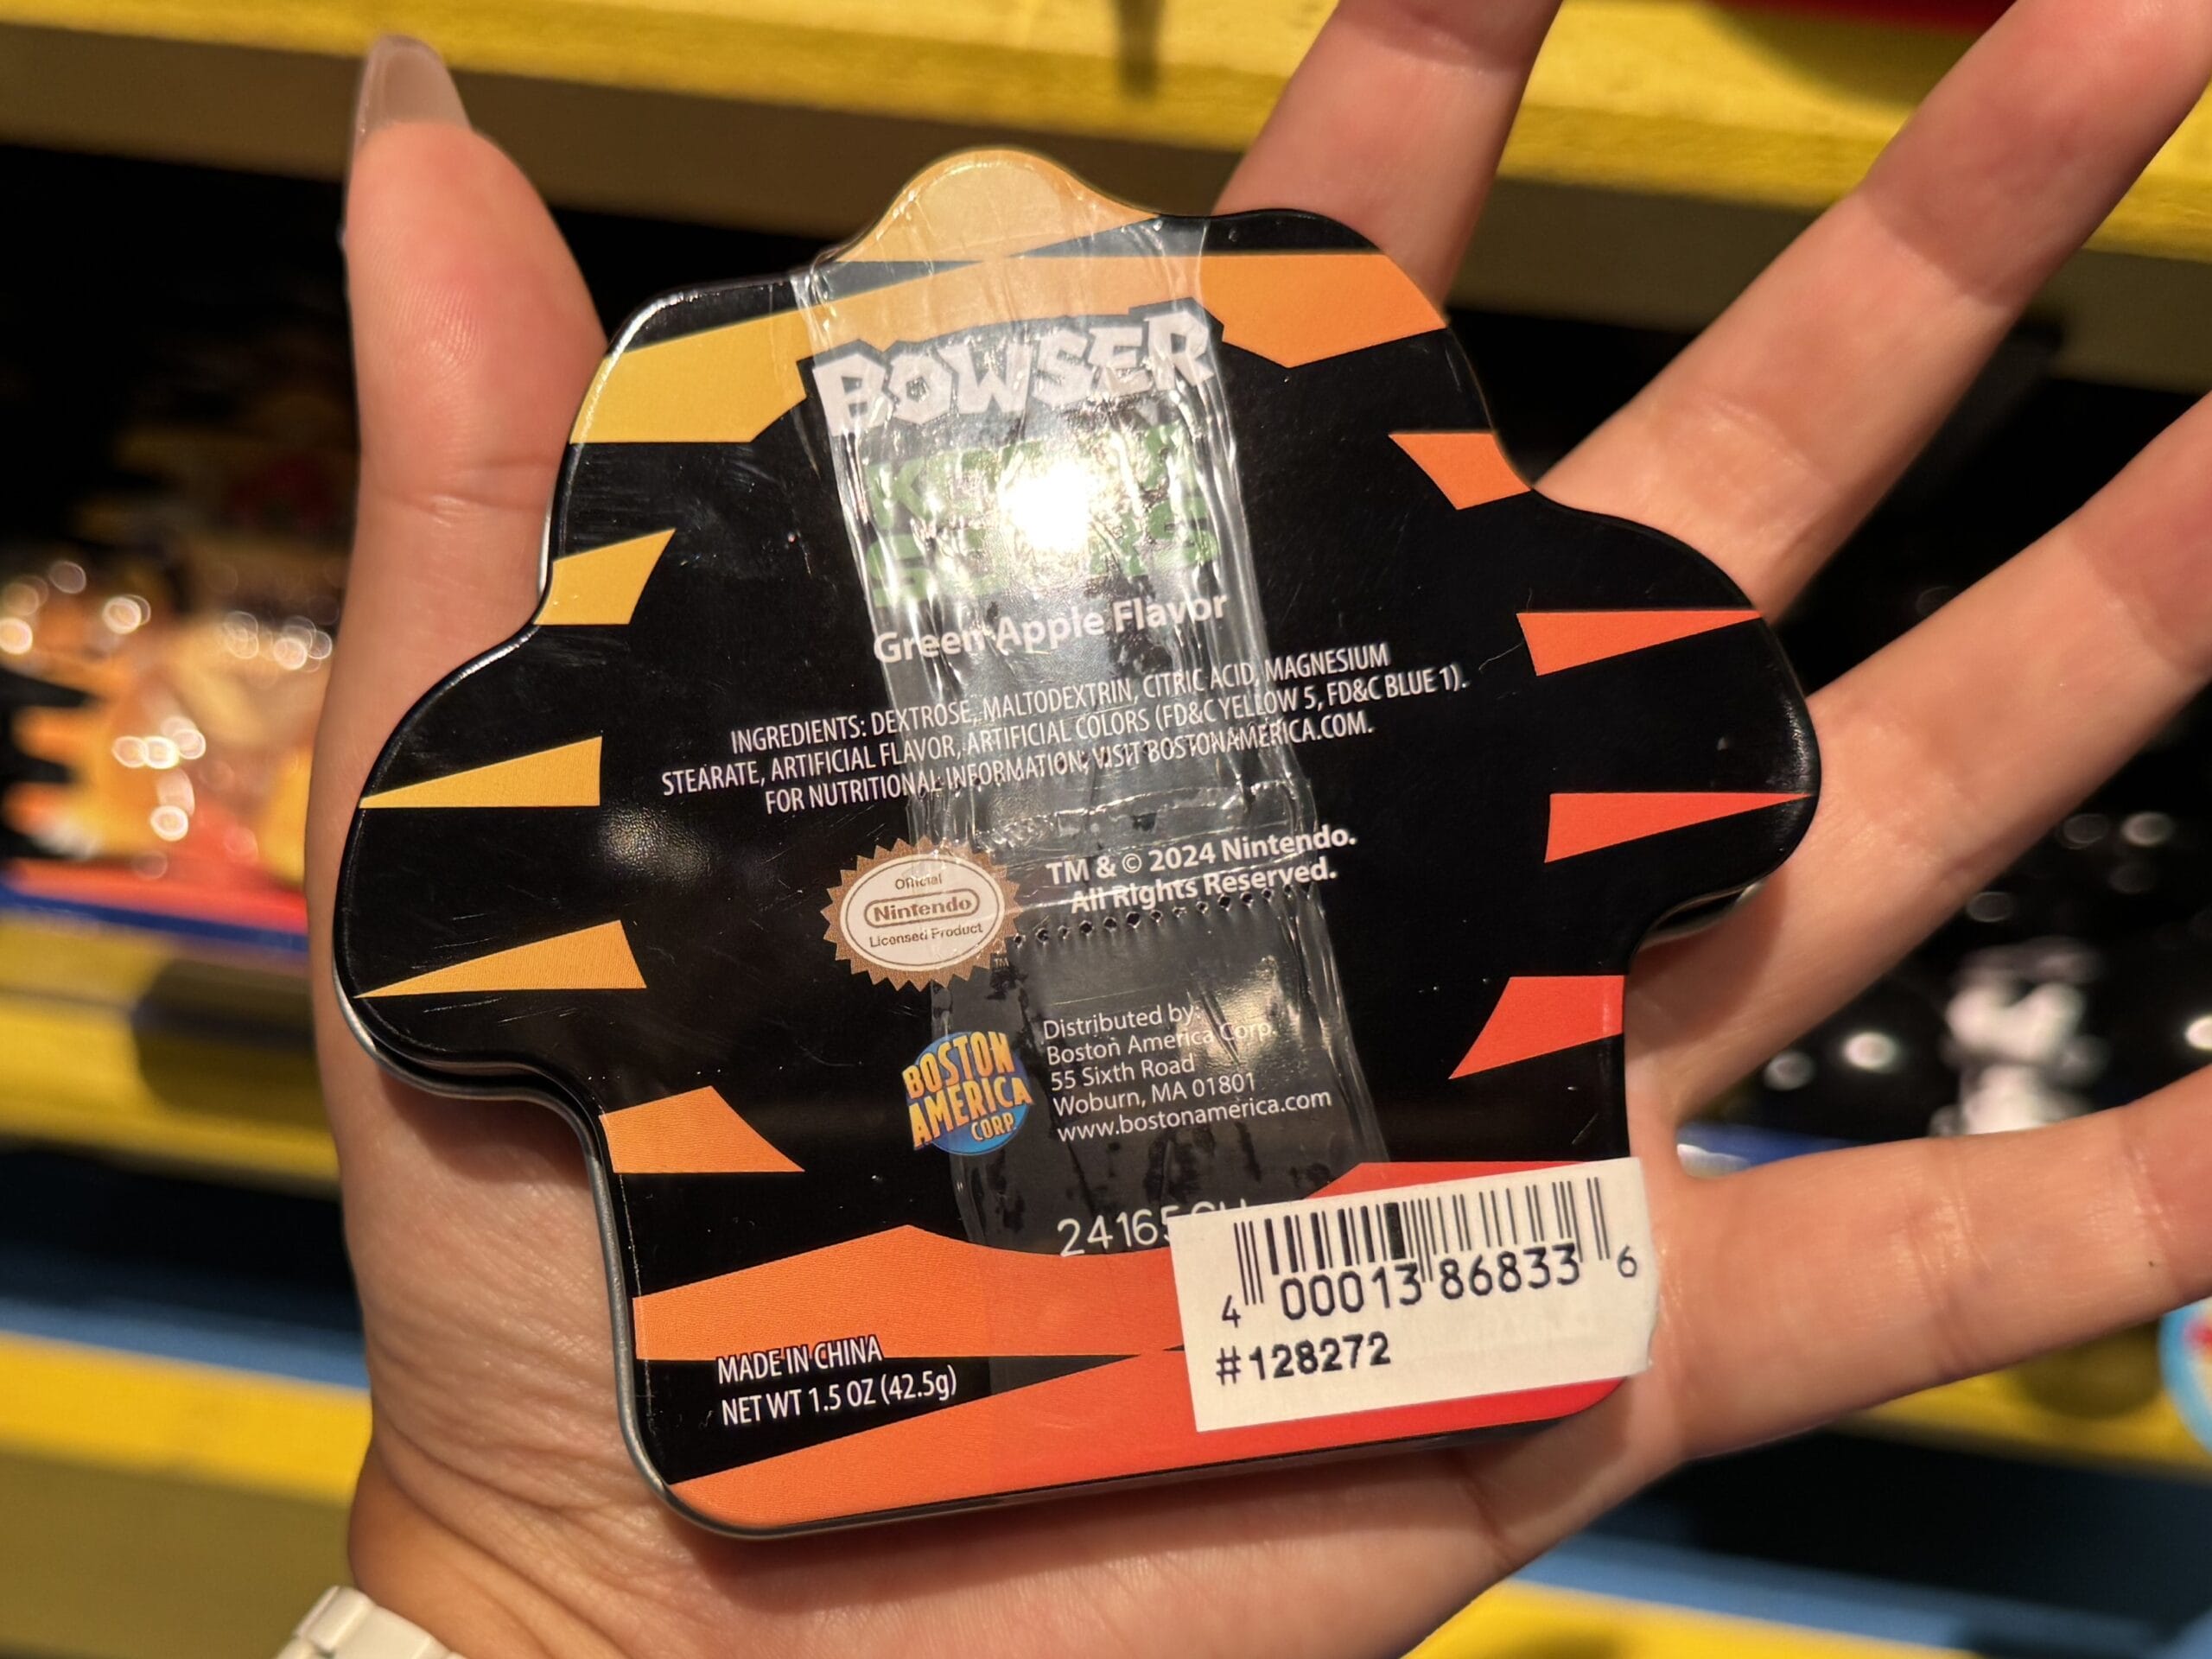 BOWSER
Green Apple Flavor
INGREDIENTS: DEXTROSE, MALTODEXTRIN, CITRIC ACID, MAGNESIUM
STEARATE, ARTIFICIAL FLAVOR, ARTIFICIAL COLORS (FD&C YELLOW 5, FD&C BLUE 1).
FOR NUTRITIONAL INFORMATION, VISIT BOSTONAMERICA.COM.
Official
Nintendo
Licensed Product
TM
TM & © 2024 Nintendo.
All Rights Reserved.
BOSTON
AMERICA
CORP
Distributed by:
Boston America Corp.
55 Sixth Road
Woburn, MA 01801
www.bostonamerica.com
24165
4 00013 86833 6
#128272
MADE IN CHINA
NET WT 1.5 OZ (42.5g)